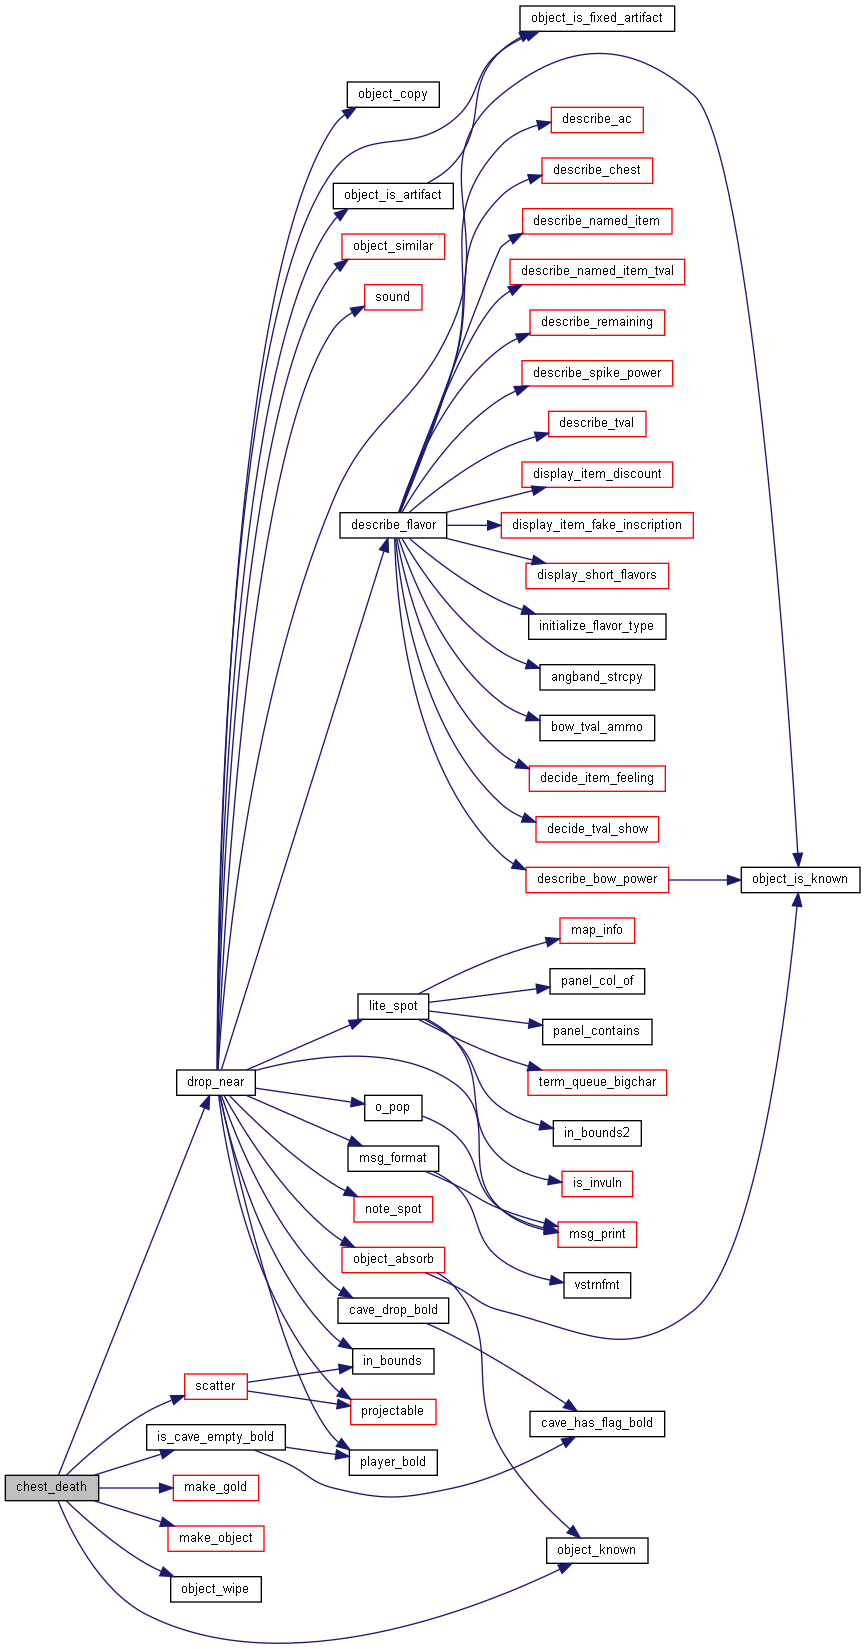 object_is_fixed_artifact
object_copy
describe_ac
describe_chest
object_is_artifact
describe_named_item
object_similar
describe_named_item_tval
sound
describe_remaining
describe_spike_power
describe_tval
display_item_discount
describe_flavor
display_item_fake_inscription
display_short_flavors
initialize_flavor_type
angband_strcpy
bow_tval_ammo
decide_item_feeling
decide_tval_show
describe_bow_power
object_is_known
map_info
panel_col_of
lite_spot
panel_contains
drop_near
term_queue_bigchar
o_pop
in_bounds2
msg_format
is_invuln
note_spot
msg_print
object_absorb
vstrnfmt
cave_drop_bold
in_bounds
scatter
projectable
cave_has_flag_bold
is_cave_empty_bold
player_bold
chest_death
make_gold
make_object
object_known
object_wipe